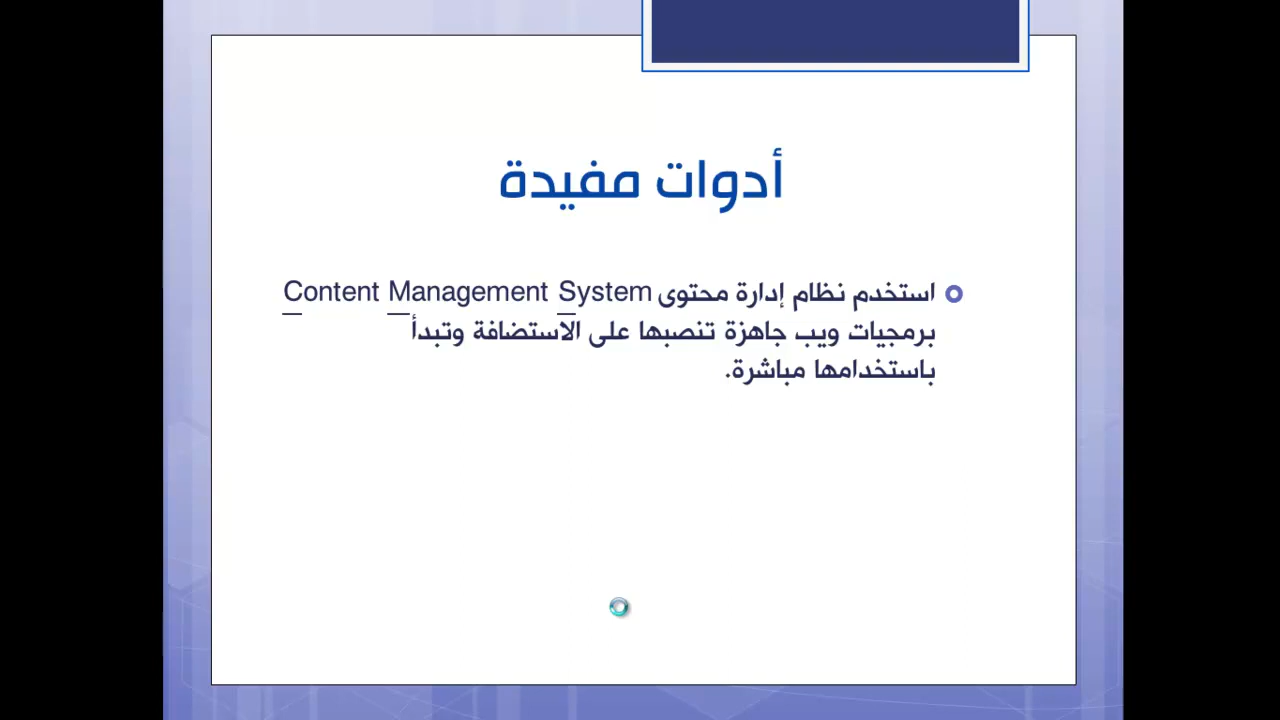 أدوات مفيدة
استخدم نظام إدارة محتوى Content Management System
برمجيات ويب جاهزة تنصبها على الاستضافة وتبدأ
باستخدامها مباشرة.